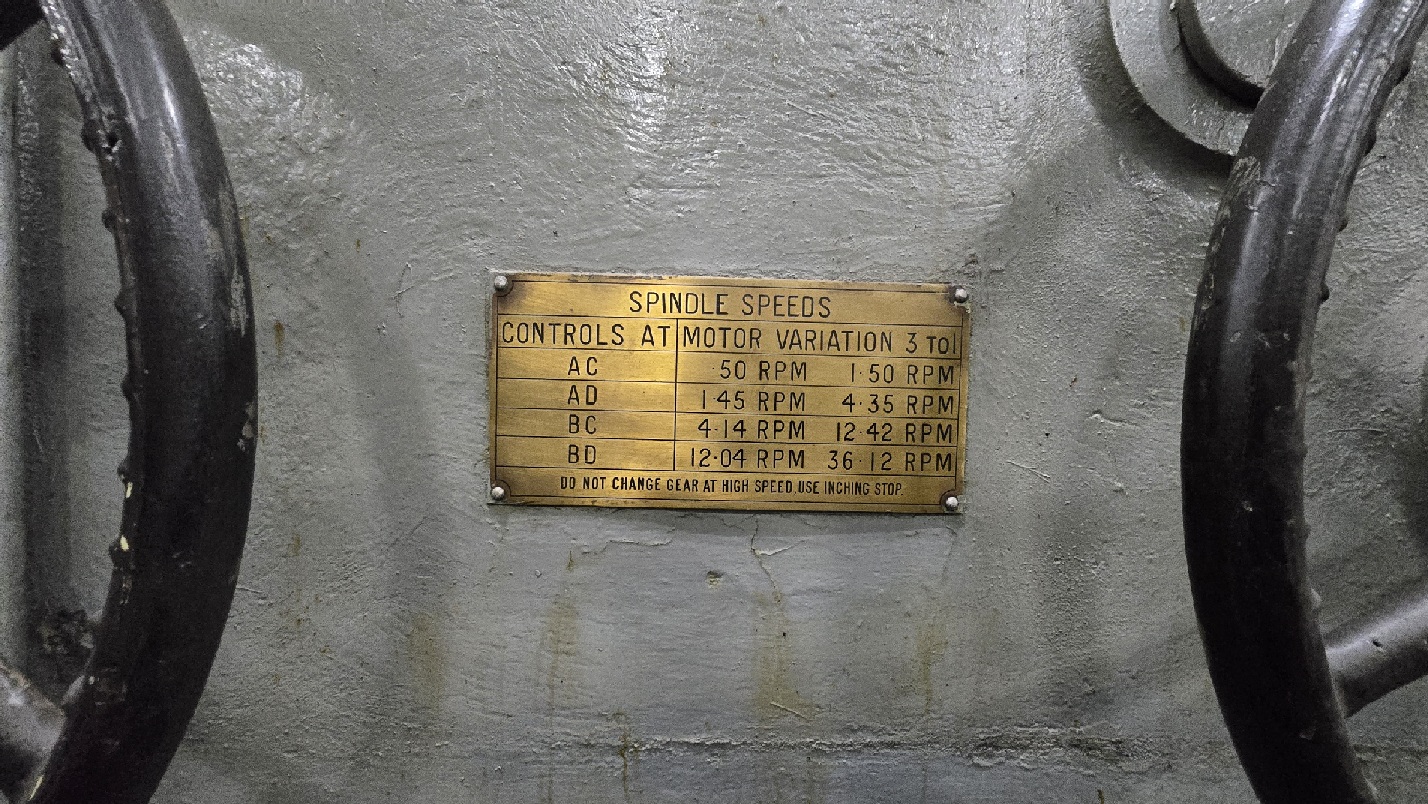 SPINDLE SPEEDS
CONTROLS AT MOTOR VARIATION 3 TO 1
AC ·50 RPM 1·50 RPM
AD 1·45 RPM 4·35 RPM
BC 4·14 RPM 12·42 RPM
BD 12·04 RPM 36·12 RPM
DO NOT CHANGE GEAR AT HIGH SPEED, USE INCHING STOP.